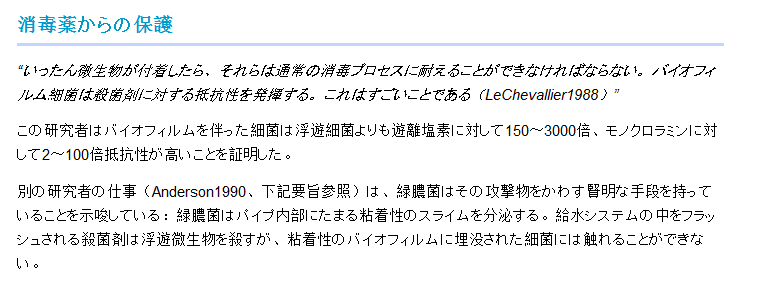 消毒薬からの保護
“いったん微生物が付着したら、それらは通常の消毒プロセスに耐えることができなければならない。バイオフィ
ルム細菌は殺菌剤に対する抵抗性を発揮する。これはすごいことである（LeChevallier1988）”
この研究者はバイオフィルムを伴った細菌は浮遊細菌よりも遊離塩素に対して150～3000倍、モノクロラミンに対
して2～100倍抵抗性が高いことを証明した。
別の研究者の仕事（Anderson1990、下記要旨参照）は、緑膿菌はその攻撃物をかわす賢明な手段を持って
いることを示唆している：緑膿菌はパイプ内部にたまる粘着性のスライムを分泌する。給水システムの中をフラッ
シュされる殺菌剤は浮遊微生物を殺すが、粘着性のバイオフィルムに埋没された細菌には触れることができな
い。